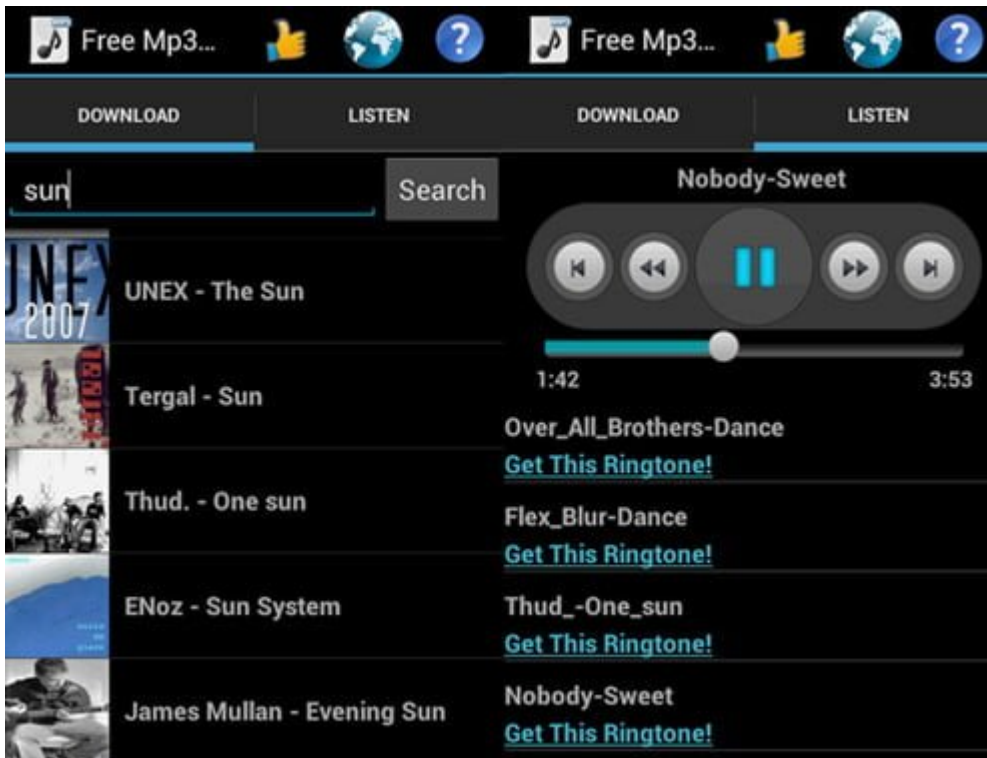 Free Mp3...
DOWNLOAD
LISTEN
sun
Search
UNEX
2007
UNEX - The Sun
Tergal - Sun
Thud. - One sun
ENoz - Sun System
James Mullan - Evening Sun
Free Mp3...
DOWNLOAD
LISTEN
Nobody-Sweet
1:42
3:53
Over_All_Brothers-Dance
Get This Ringtone!
Flex_Blur-Dance
Get This Ringtone!
Thud_-One_sun
Get This Ringtone!
Nobody-Sweet
Get This Ringtone!